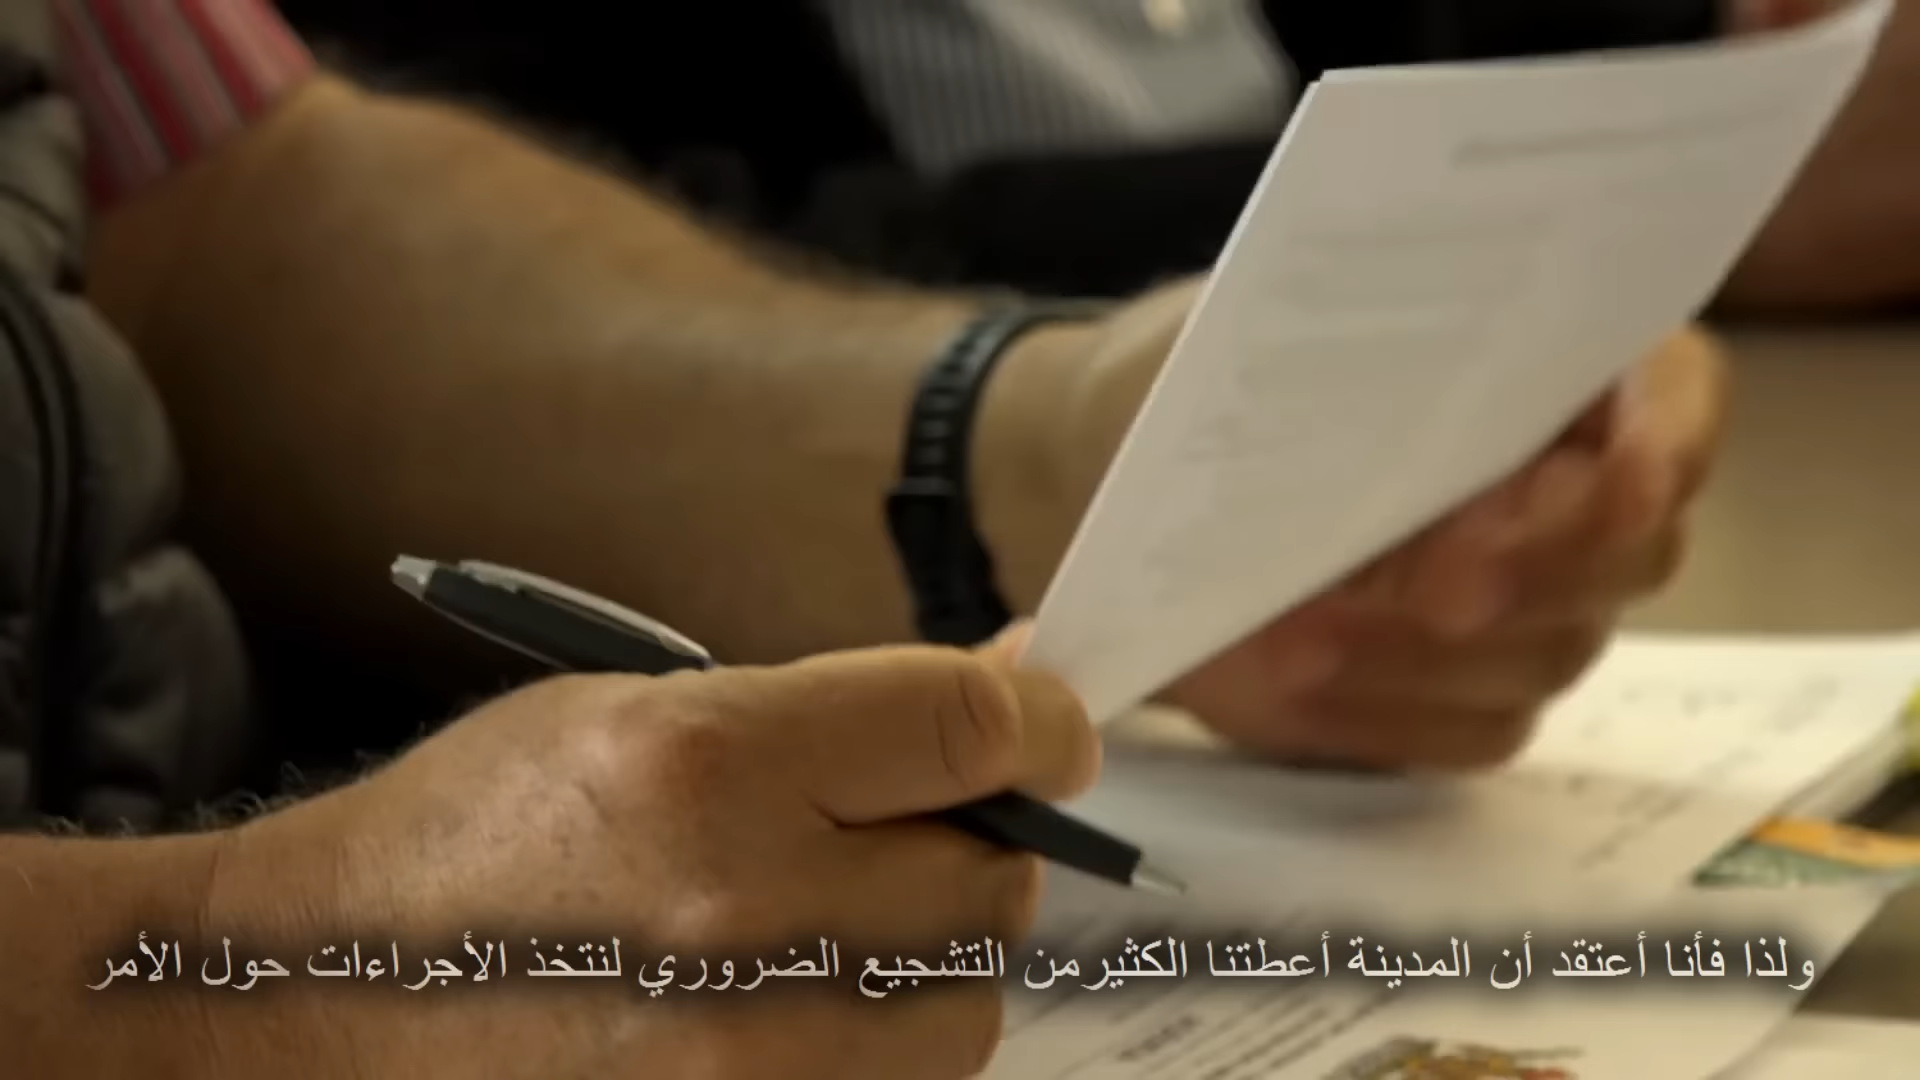 ولذا فأنا أعتقد أن المدينة أعطتنا الكثيرمن التشجيع الضروري لنتخذ الأجراءات حول الأمر